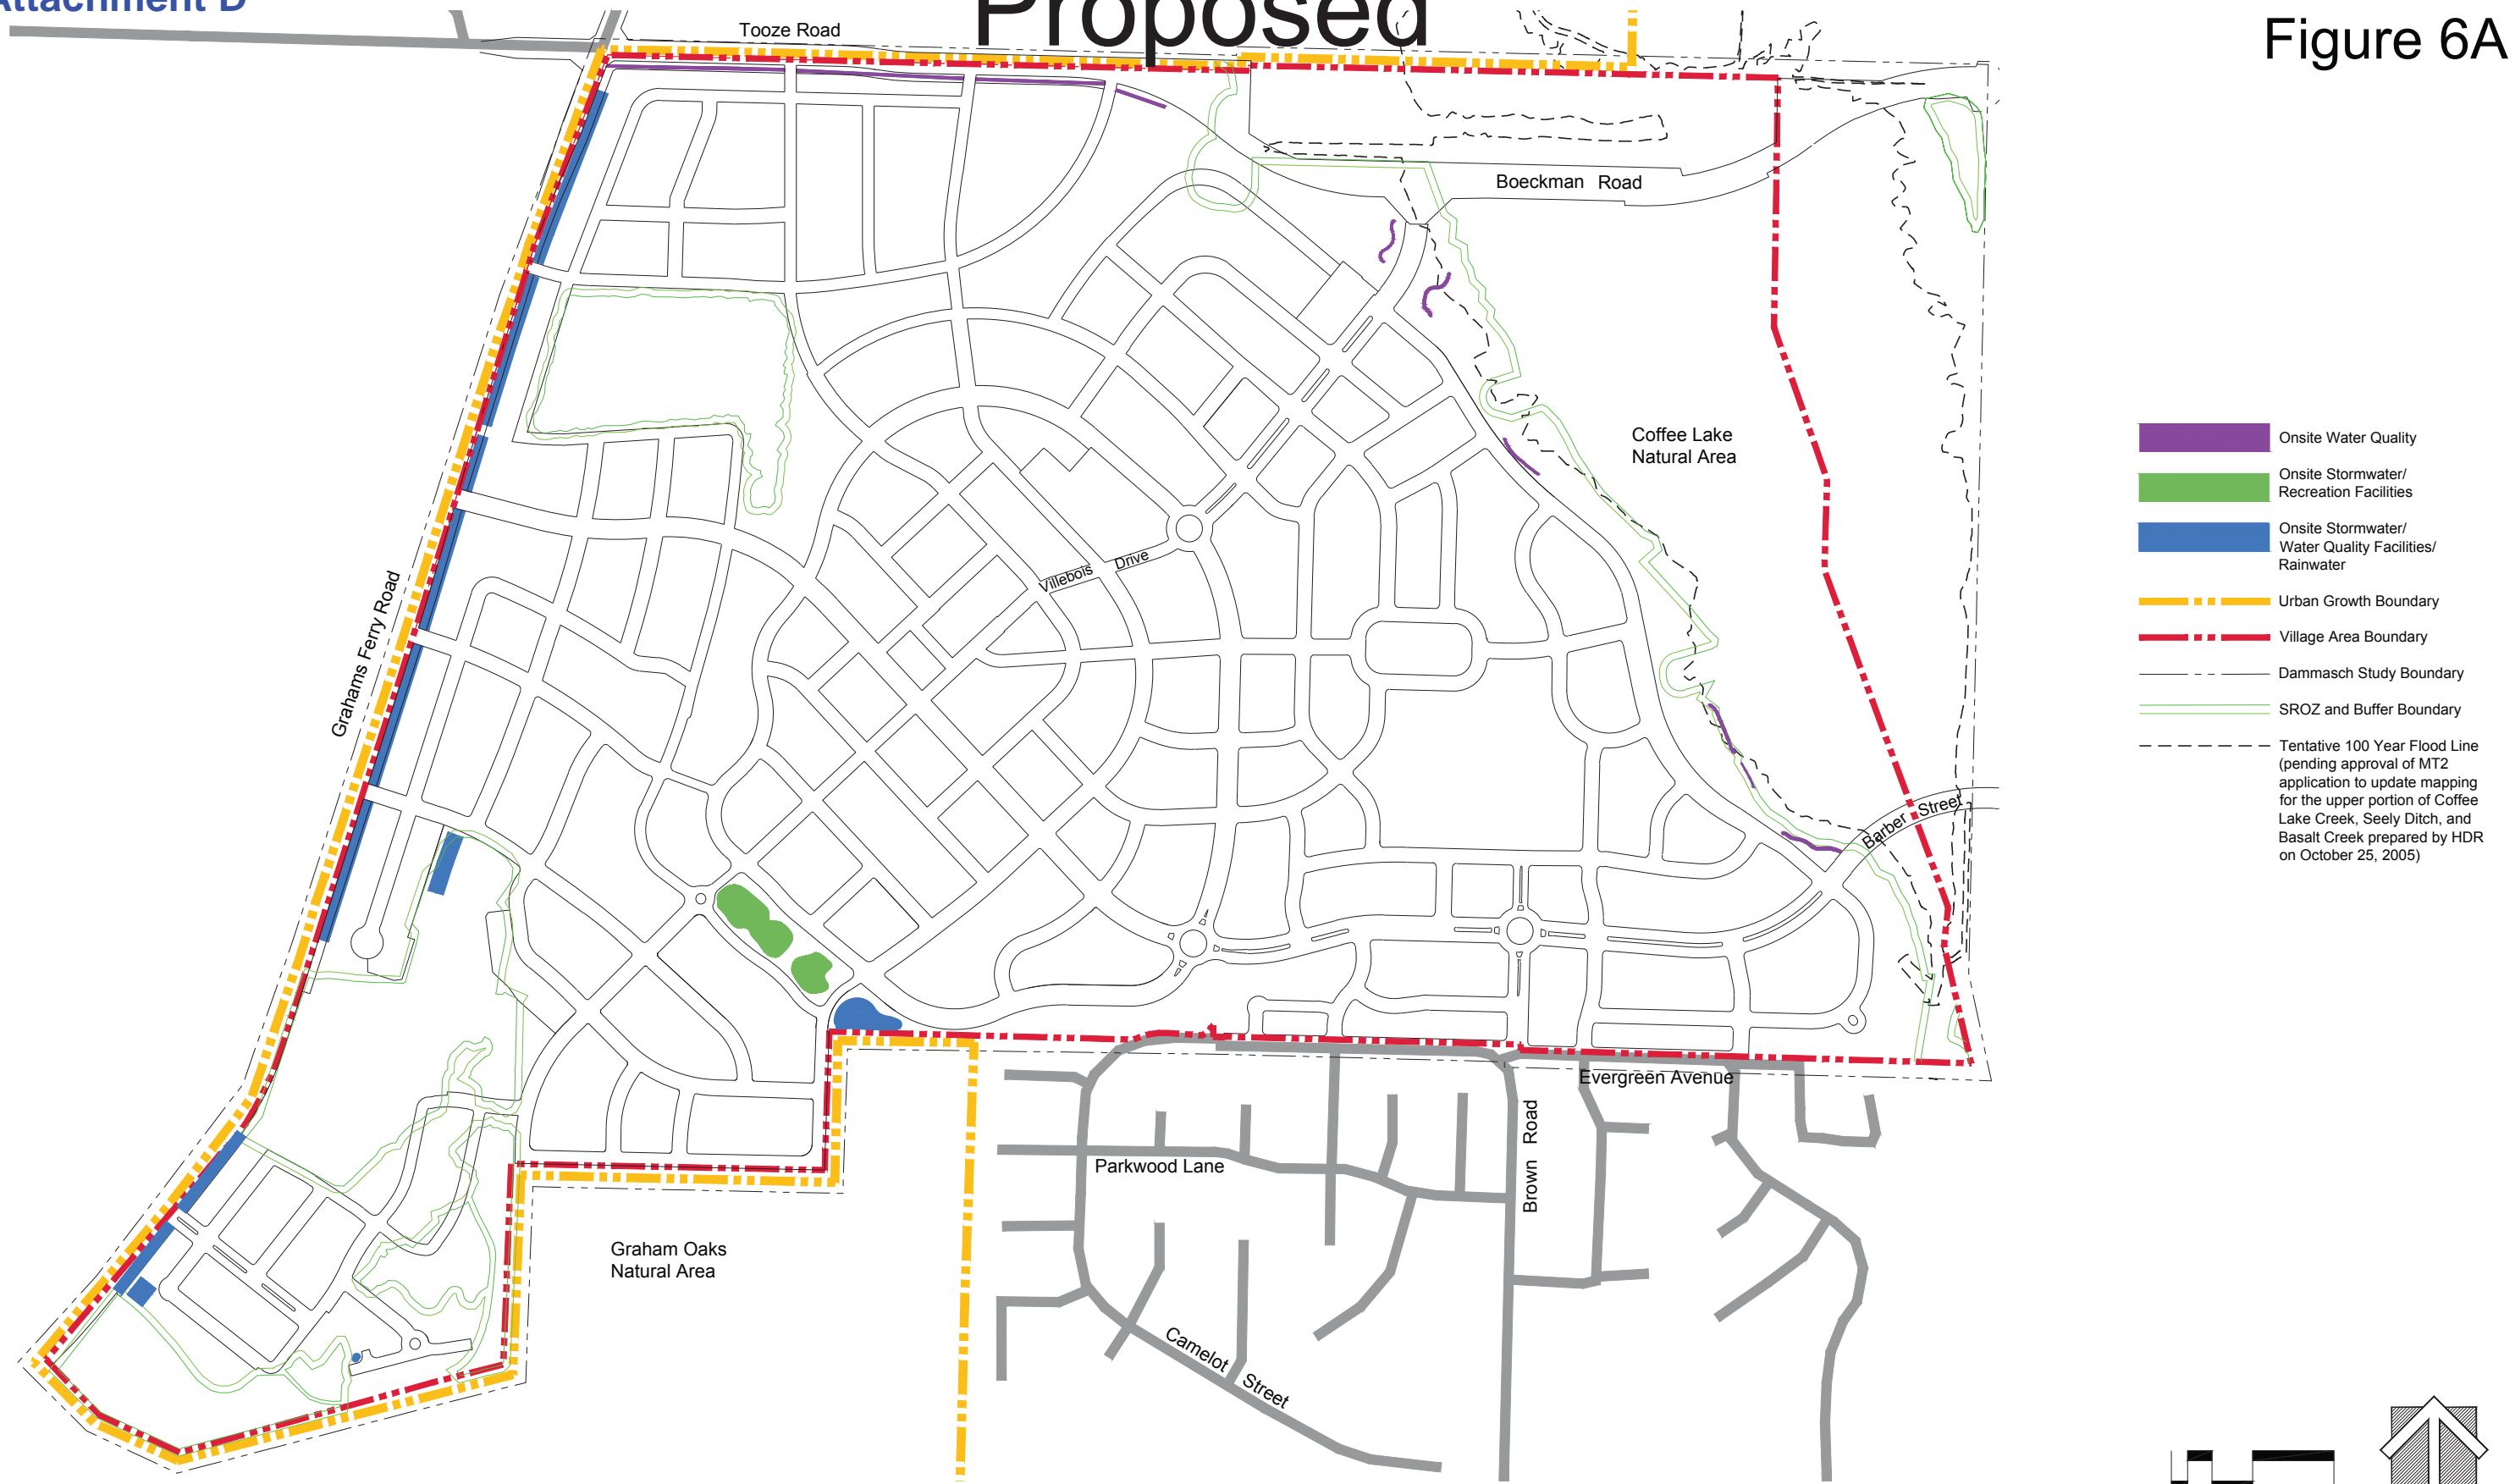 Attachment D
Proposed
Figure 6A
Tooze Road
Boeckman Road
Coffee Lake
Natural Area
Villebois Drive
Grahams Ferry Road
Barber Street
Evergreen Avenue
Parkwood Lane
Brown Road
Graham Oaks
Natural Area
Camelot Street
Onsite Water Quality
Onsite Stormwater/
Recreation Facilities
Onsite Stormwater/
Water Quality Facilities/
Rainwater
Urban Growth Boundary
Village Area Boundary
Dammasch Study Boundary
SROZ and Buffer Boundary
Tentative 100 Year Flood Line
(pending approval of MT2
application to update mapping
for the upper portion of Coffee
Lake Creek, Seely Ditch, and
Basalt Creek prepared by HDR
on October 25, 2005)